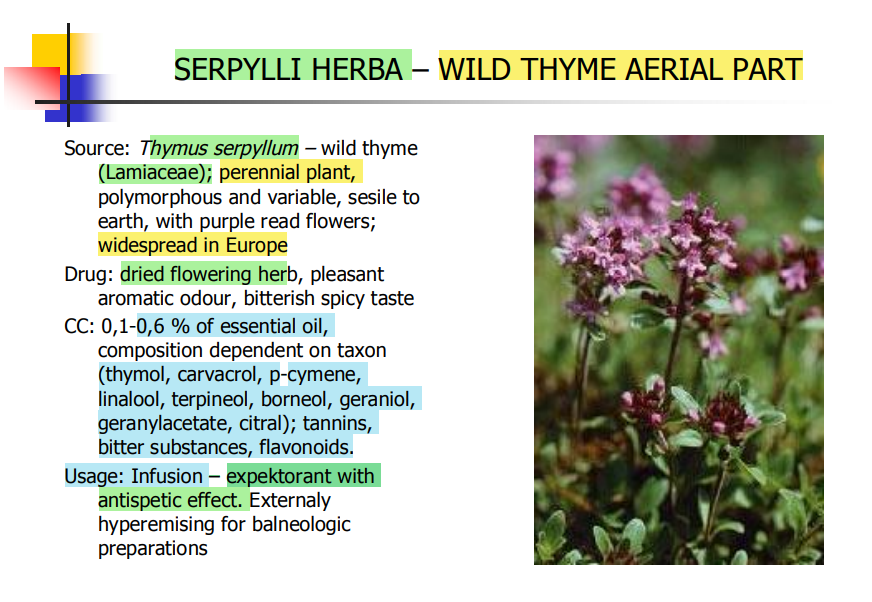 SERPYLLI HERBA – WILD THYME AERIAL PART
Source: Thymus serpyllum – wild thyme
(Lamiaceae); perennial plant,
polymorphous and variable, sesile to
earth, with purple read flowers;
widespread in Europe
Drug: dried flowering herb, pleasant
aromatic odour, bitterish spicy taste
CC: 0,1-0,6 % of essential oil,
composition dependent on taxon
(thymol, carvacrol, p-cymene,
linalool, terpineol, borneol, geraniol,
geranylacetate, citral); tannins,
bitter substances, flavonoids.
Usage: Infusion – expektorant with
antispetic effect. Externaly
hyperemising for balneologic
preparations